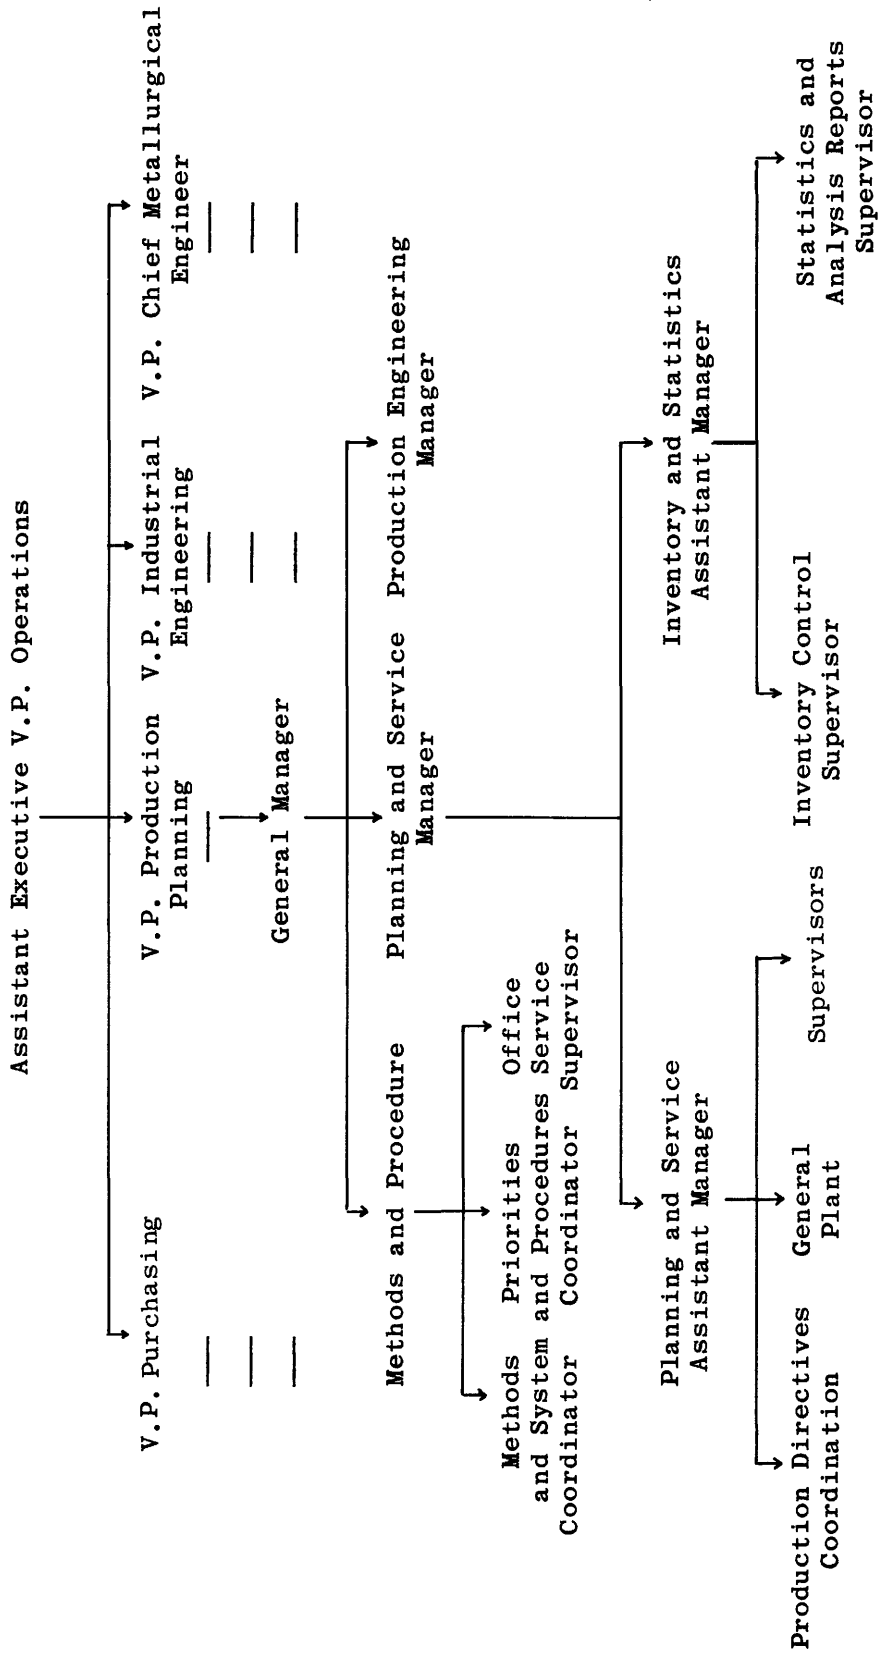 Assistant Executive V.P. Operations
V.P. Purchasing
V.P. Production
Planning
V.P. Industrial
Engineering
V.P. Chief Metallurgical
Engineer
General Manager
Methods and Procedure
Planning and Service
Manager
Production Engineering
Manager
Methods
and System
Coordinator
Priorities
and Procedures
Coordinator
Office
Service
Supervisor
Planning and Service
Assistant Manager
Inventory and Statistics
Assistant Manager
Production Directives
Coordination
General
Plant
Supervisors
Inventory Control
Supervisor
Statistics and
Analysis Reports
Supervisor